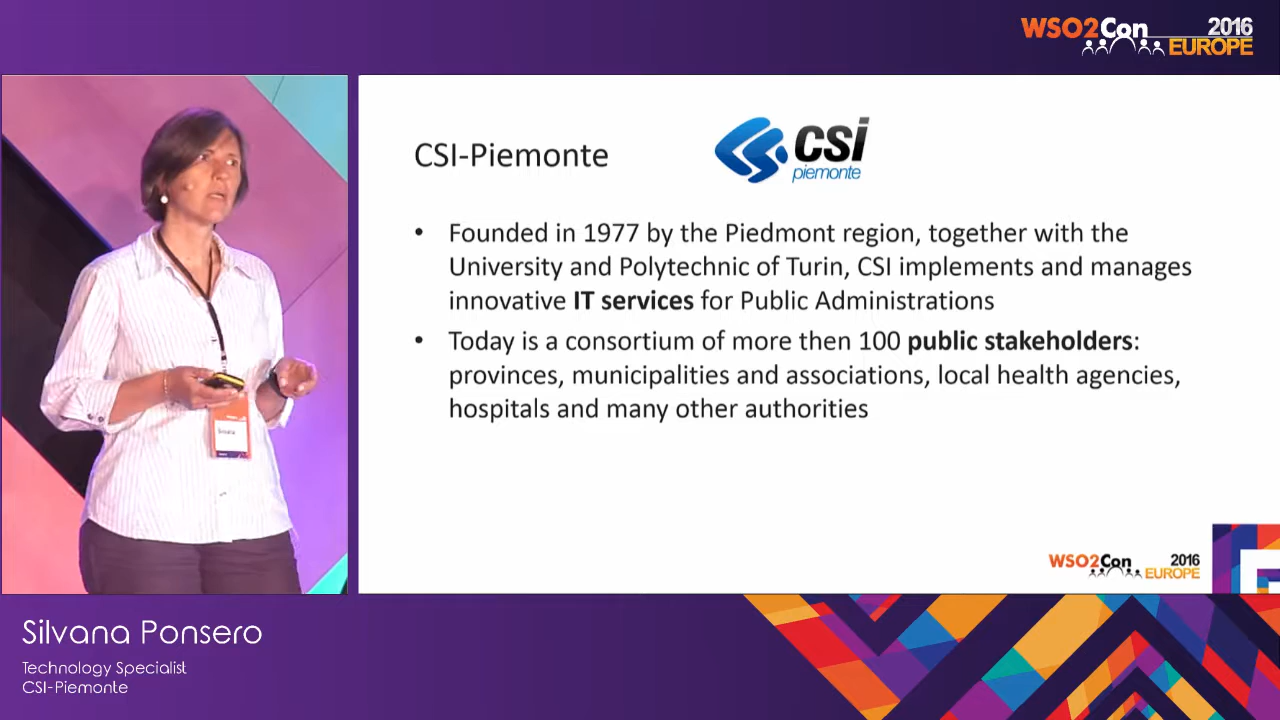 WSO2Con 2016
EUROPE
CSI-Piemonte
csi
piemonte
• Founded in 1977 by the Piedmont region, together with the
University and Polytechnic of Turin, CSI implements and manages
innovative IT services for Public Administrations
• Today is a consortium of more then 100 public stakeholders:
provinces, municipalities and associations, local health agencies,
hospitals and many other authorities
Silvana
WSO2Con 2016
EUROPE
Silvana Ponsero
Technology Specialist
CSI-Piemonte